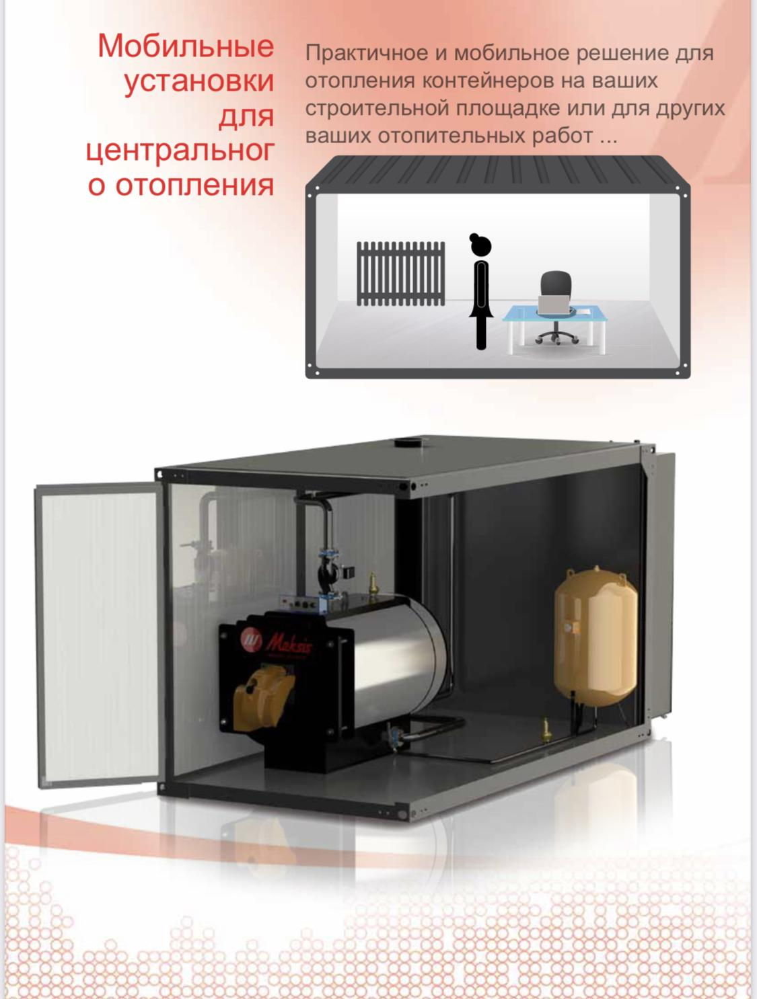 Мобильные
установки
для
центральног
о отопления
Практичное и мобильное решение для
отопления контейнеров на ваших
строительной площадке или для других
ваших отопительных работ ...
Meksis